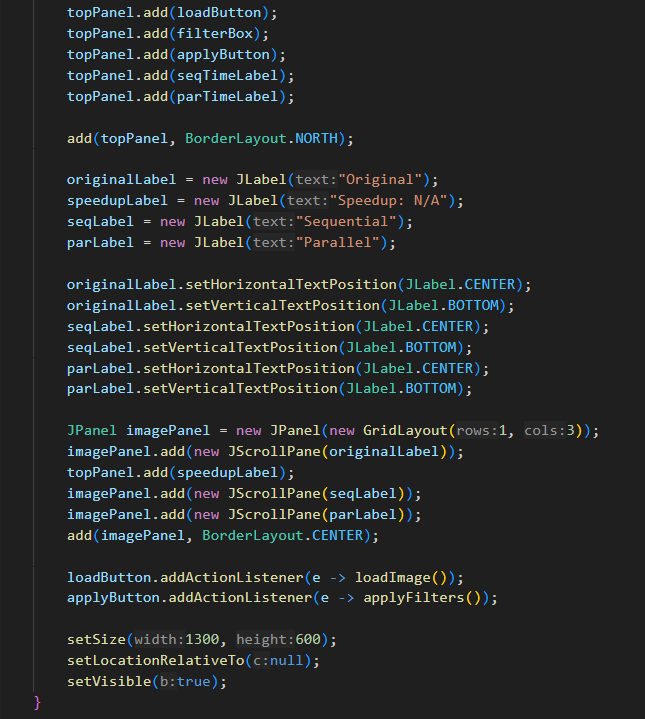 topPanel.add(loadButton);
topPanel.add(filterBox);
topPanel.add(applyButton);
topPanel.add(seqTimeLabel);
topPanel.add(parTimeLabel);

add(topPanel, BorderLayout.NORTH);

originalLabel = new JLabel(text:"Original");
speedupLabel = new JLabel(text:"Speedup: N/A");
seqLabel = new JLabel(text:"Sequential");
parLabel = new JLabel(text:"Parallel");

originalLabel.setHorizontalTextPosition(JLabel.CENTER);
originalLabel.setVerticalTextPosition(JLabel.BOTTOM);
seqLabel.setHorizontalTextPosition(JLabel.CENTER);
seqLabel.setVerticalTextPosition(JLabel.BOTTOM);
parLabel.setHorizontalTextPosition(JLabel.CENTER);
parLabel.setVerticalTextPosition(JLabel.BOTTOM);

JPanel imagePanel = new JPanel(new GridLayout(rows:1, cols:3));
imagePanel.add(new JScrollPane(originalLabel));
topPanel.add(speedupLabel);
imagePanel.add(new JScrollPane(seqLabel));
imagePanel.add(new JScrollPane(parLabel));
add(imagePanel, BorderLayout.CENTER);

loadButton.addActionListener(e -> loadImage());
applyButton.addActionListener(e -> applyFilters());

setSize(width:1300, height:600);
setLocationRelativeTo(c:null);
setVisible(b:true);
}